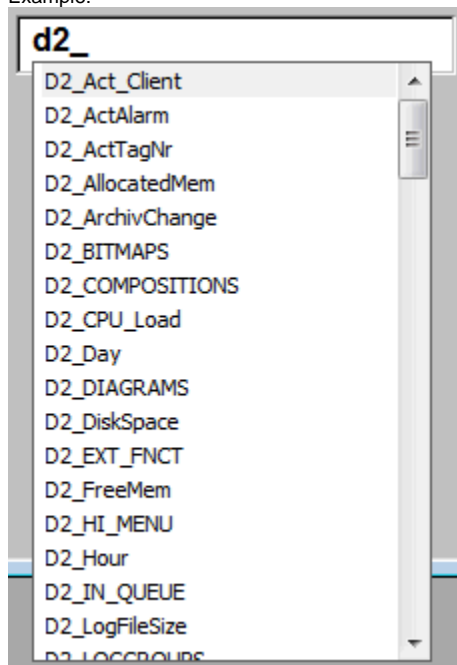 Example:
d2_
D2_Act_Client
D2_ActAlarm
D2_ActTagNr
D2_AllocatedMem
D2_ArchivChange
D2_BITMAPS
D2_COMPOSITIONS
D2_CPU_Load
D2_Day
D2_DIAGRAMS
D2_DiskSpace
D2_EXT_FNCT
D2_FreeMem
D2_HI_MENU
D2_Hour
D2_IN_QUEUE
D2_LogFileSize
D2_LOGGROUPS